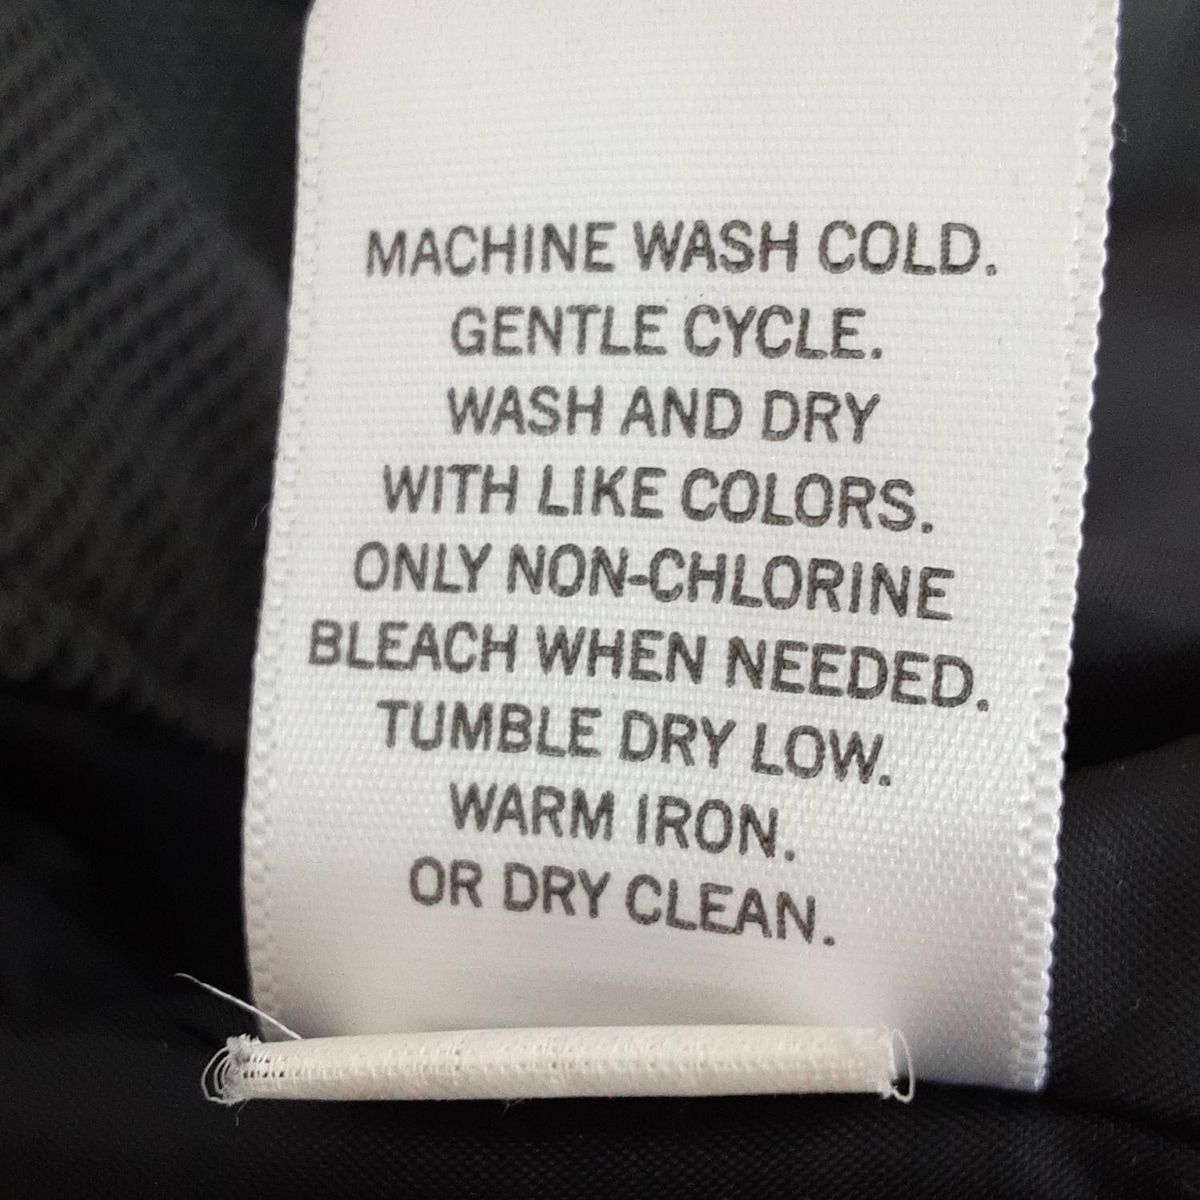 MACHINE WASH COLD.
GENTLE CYCLE.
WASH AND DRY
WITH LIKE COLORS.
ONLY NON-CHLORINE
BLEACH WHEN NEEDED.
TUMBLE DRY LOW.
WARM IRON.
OR DRY CLEAN.